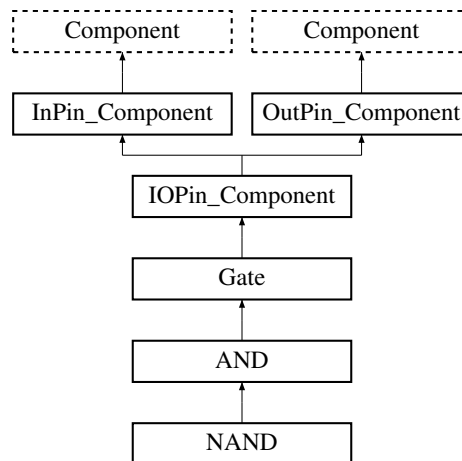 Component
Component
InPin_Component
OutPin_Component
IOPin_Component
Gate
AND
NAND